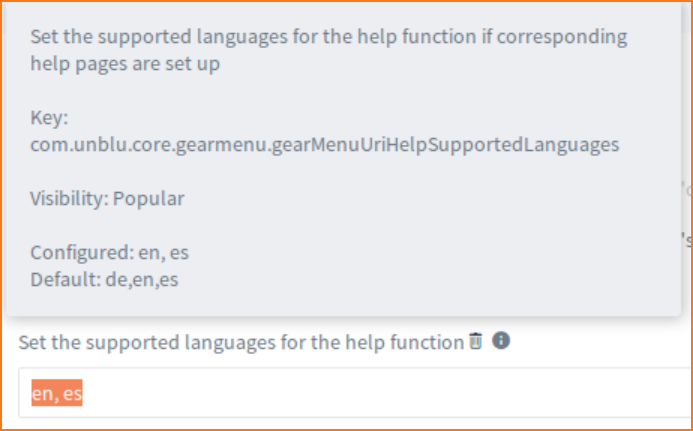 Set the supported languages for the help function if corresponding
help pages are set up
Key:
com.unblu.core.gearmenu.gearMenuUriHelpSupportedLanguages
Visibility: Popular
Configured: en, es
Default: de,en,es
Set the supported languages for the help function
en, es